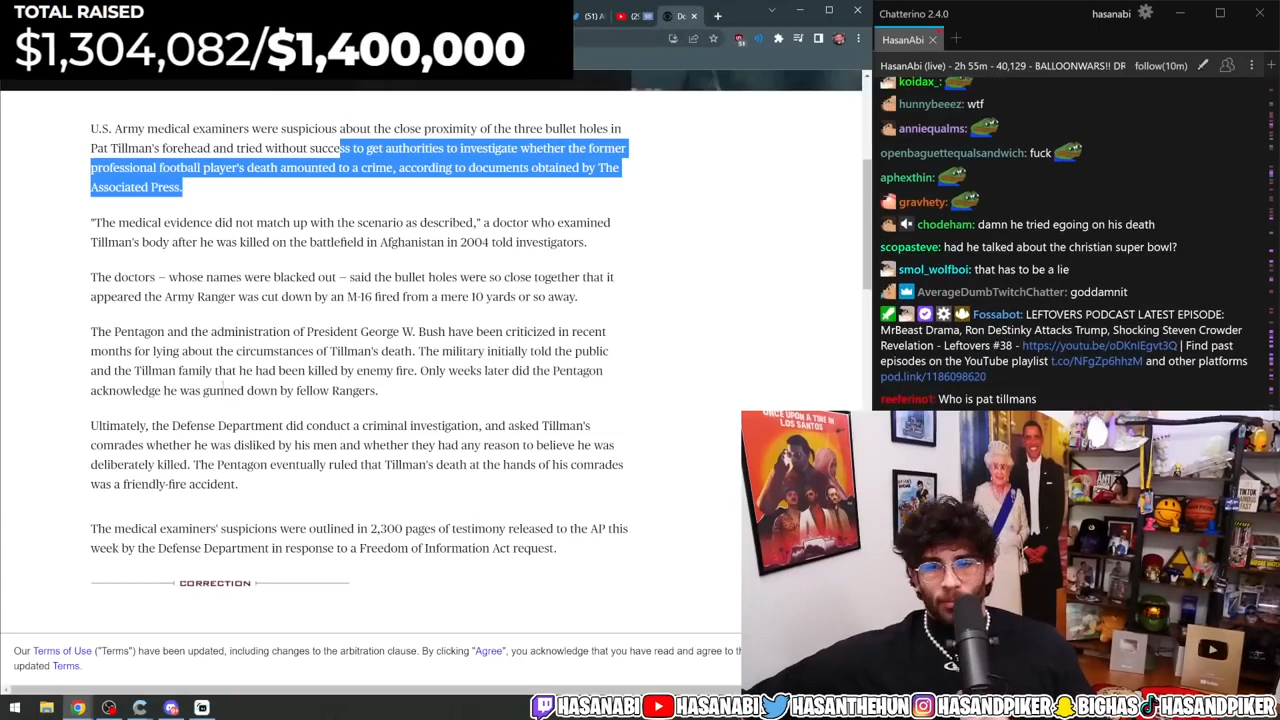 TOTAL RAISED
$1,304,082/$1,400,000
(51) A
(2
Do
51
U.S. Army medical examiners were suspicious about the close proximity of the three bullet holes in
Pat Tillman's forehead and tried without success to get authorities to investigate whether the former
professional football player's death amounted to a crime, according to documents obtained by The
Associated Press.
"The medical evidence did not match up with the scenario as described," a doctor who examined
Tillman's body after he was killed on the battlefield in Afghanistan in 2004 told investigators.
The doctors — whose names were blacked out — said the bullet holes were so close together that it
appeared the Army Ranger was cut down by an M-16 fired from a mere 10 yards or so away.
The Pentagon and the administration of President George W. Bush have been criticized in recent
months for lying about the circumstances of Tillman's death. The military initially told the public
and the Tillman family that he had been killed by enemy fire. Only weeks later did the Pentagon
acknowledge he was gunned down by fellow Rangers.
Ultimately, the Defense Department did conduct a criminal investigation, and asked Tillman's
comrades whether he was disliked by his men and whether they had any reason to believe he was
deliberately killed. The Pentagon eventually ruled that Tillman's death at the hands of his comrades
was a friendly-fire accident.
The medical examiners' suspicions were outlined in 2,300 pages of testimony released to the AP this
week by the Defense Department in response to a Freedom of Information Act request.
CORRECTION
Our Terms of Use ("Terms") have been updated, including changes to the arbitration clause. By clicking "Agree", you acknowledge that you have read and agree to th
updated Terms.
Chatterino 2.4.0
hasanabi
HasanAbi
HasanAbi (live) - 2h 55m - 40,129 - BALLOONWARS!! DR
follow(10m)
koidax_:
hunnybeeez: wtf
anniequalms:
openbaguettequalsandwich: fuck
aphexthin:
gravhety:
chodeham: damn he tried egoing on his death
scopasteve: had he talked about the christian super bowl?
smol_wolfboi: that has to be a lie
AverageDumbTwitchChatter: goddamnit
Fossabot: LEFTOVERS PODCAST LATEST EPISODE:
MrBeast Drama, Ron DeStinky Attacks Trump, Shocking Steven Crowder
Revelation - Leftovers #38 - https://youtu.be/oDKnIEgvt3Q | Find past
episodes on the YouTube playlist t.co/NFgZp6hhzM and other platforms
pod.link/1186098620
reeferino1: Who is pat tillmans
ONCE UPON A TIME IN
LOS SANTOS
HASANABI
HASANABI
HASANTHEHUN
HASANDPIKER
BIGHAS
HASANDPIKER